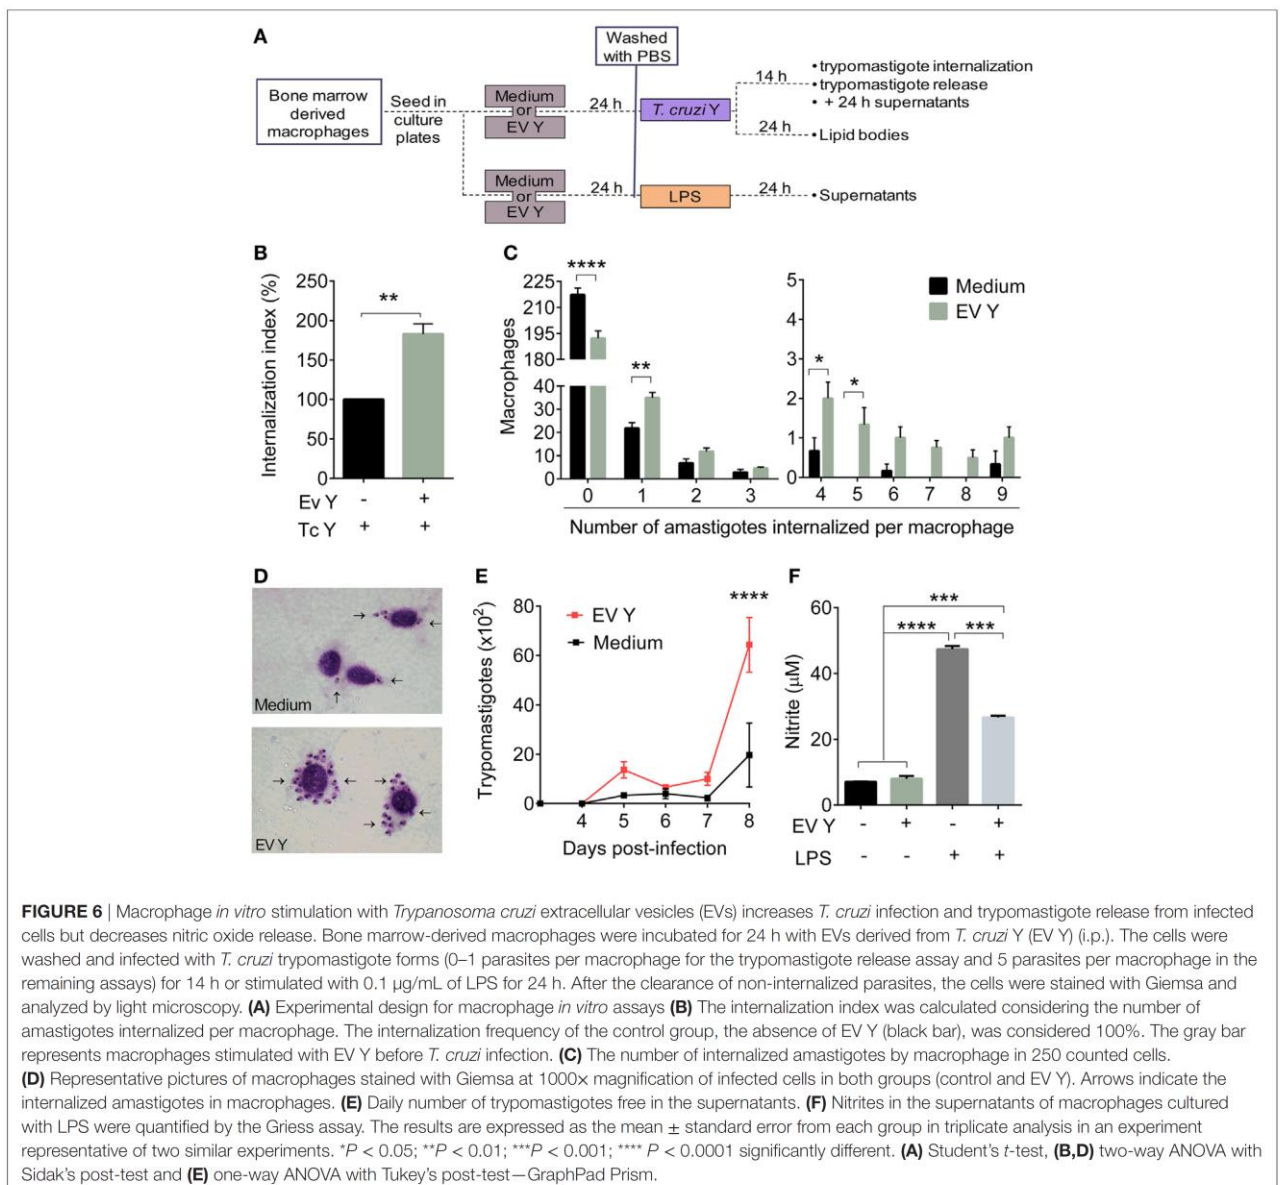 A
Washed
with PBS
Bone marrow
derived
macrophages
Seed in
culture
plates
Medium
or
EV Y
24 h
T. cruzi Y
14 h
• trypomastigote internalization
• trypomastigote release
• + 24 h supernatants
24 h
• Lipid bodies
Medium
or
EV Y
24 h
LPS
24 h
• Supernatants
B
Internalization index (%)
250
200
150
100
50
0
**
Ev Y - +
Tc Y + +
C
Macrophages
225
210
195
180
40
30
20
10
0
****
**
0 1 2 3
5
4
3
2
1
0
*
*
4 5 6 7 8 9
Medium
EV Y
Number of amastigotes internalized per macrophage
D
Medium
EV Y
E
Trypomastigotes (x10²)
80
60
40
20
0
EV Y
Medium
****
4 5 6 7 8
Days post-infection
F
Nitrite (µM)
60
40
20
0
***
**** ***
EV Y - + - +
LPS - - + +
FIGURE 6 | Macrophage in vitro stimulation with Trypanosoma cruzi extracellular vesicles (EVs) increases T. cruzi infection and trypomastigote release from infected
cells but decreases nitric oxide release. Bone marrow-derived macrophages were incubated for 24 h with EVs derived from T. cruzi Y (EV Y) (i.p.). The cells were
washed and infected with T. cruzi trypomastigote forms (0–1 parasites per macrophage for the trypomastigote release assay and 5 parasites per macrophage in the
remaining assays) for 14 h or stimulated with 0.1 µg/mL of LPS for 24 h. After the clearance of non-internalized parasites, the cells were stained with Giemsa and
analyzed by light microscopy. (A) Experimental design for macrophage in vitro assays (B) The internalization index was calculated considering the number of
amastigotes internalized per macrophage. The internalization frequency of the control group, the absence of EV Y (black bar), was considered 100%. The gray bar
represents macrophages stimulated with EV Y before T. cruzi infection. (C) The number of internalized amastigotes by macrophage in 250 counted cells.
(D) Representative pictures of macrophages stained with Giemsa at 1000× magnification of infected cells in both groups (control and EV Y). Arrows indicate the
internalized amastigotes in macrophages. (E) Daily number of trypomastigotes free in the supernatants. (F) Nitrites in the supernatants of macrophages cultured
with LPS were quantified by the Griess assay. The results are expressed as the mean ± standard error from each group in triplicate analysis in an experiment
representative of two similar experiments. *P < 0.05; **P < 0.01; ***P < 0.001; **** P < 0.0001 significantly different. (A) Student’s t-test, (B,D) two-way ANOVA with
Sidak’s post-test and (E) one-way ANOVA with Tukey’s post-test—GraphPad Prism.